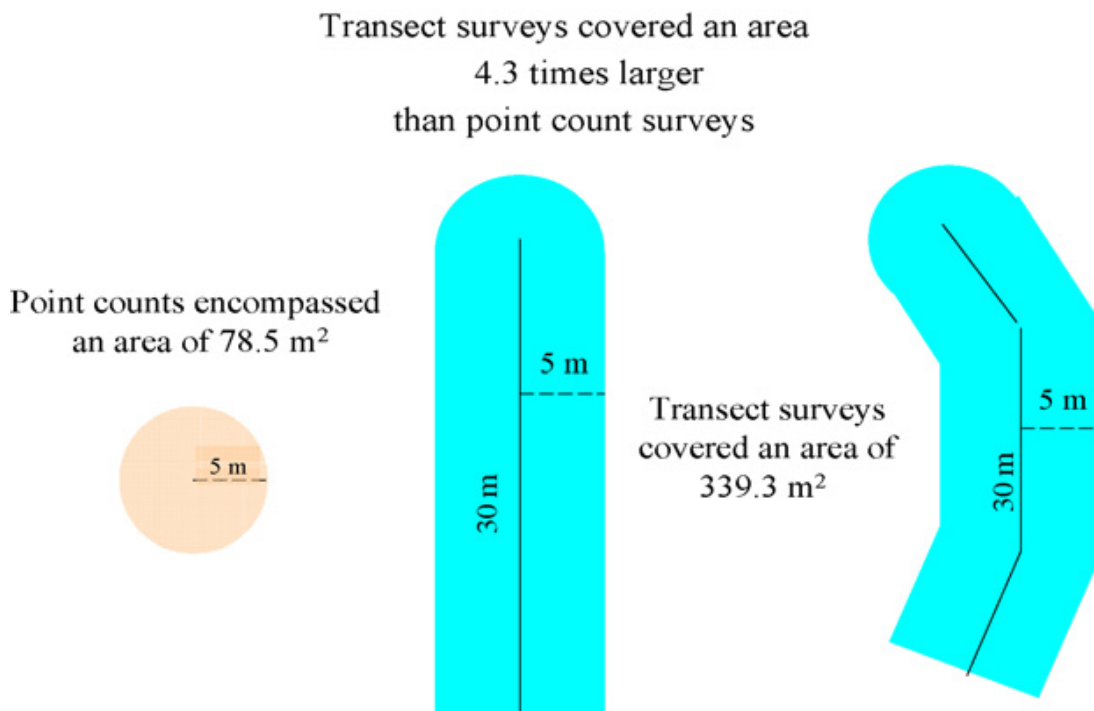 Transect surveys covered an area
4.3 times larger
than point count surveys
Point counts encompassed
an area of 78.5 m²
5 m
30 m
5 m
Transect surveys
covered an area of
339.3 m²
30 m
5 m